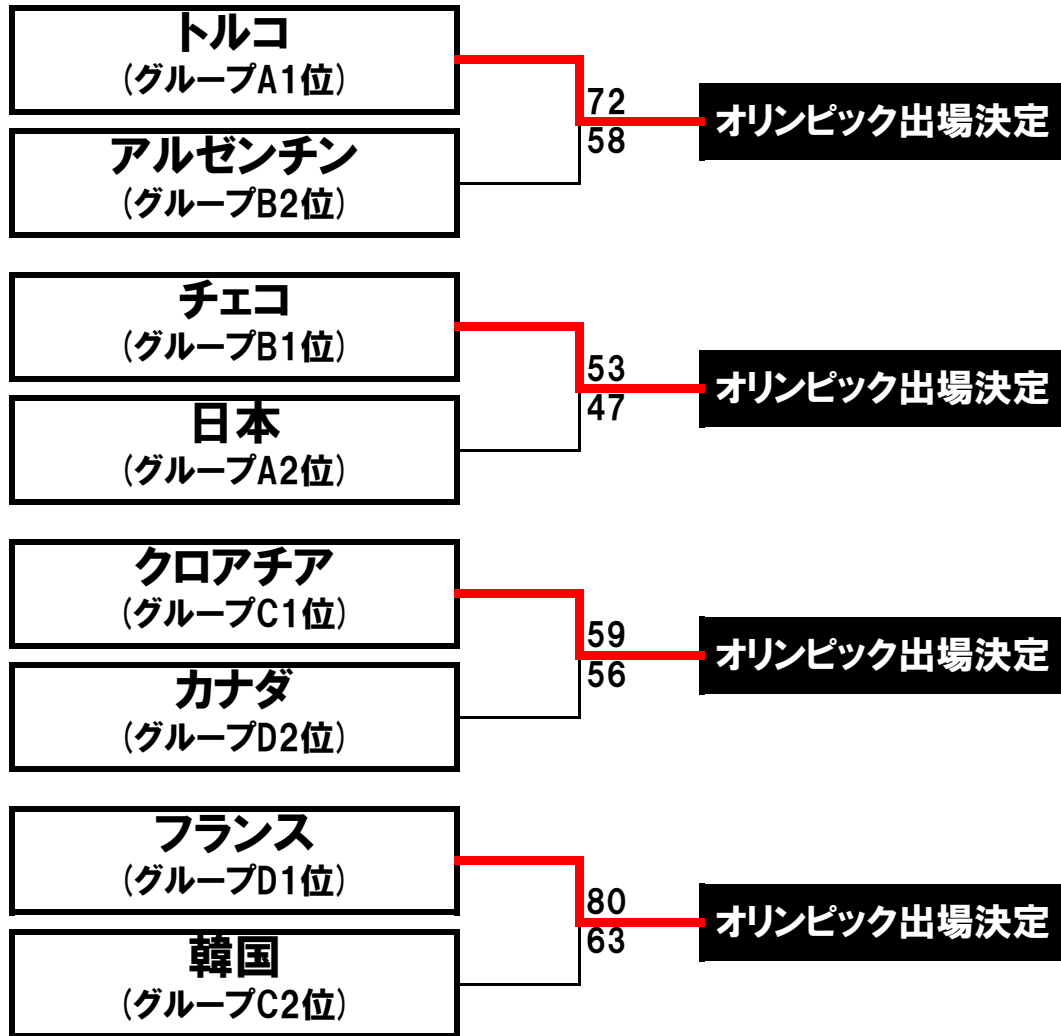 トルコ
(グループA1位)
72
オリンピック出場決定
58
アルゼンチン
(グループB2位)
チェコ
(グループB1位)
53
オリンピック出場決定
47
日本
(グループA2位)
クロアチア
(グループC1位)
59
オリンピック出場決定
56
カナダ
(グループD2位)
フランス
(グループD1位)
80
オリンピック出場決定
63
韓国
(グループC2位)